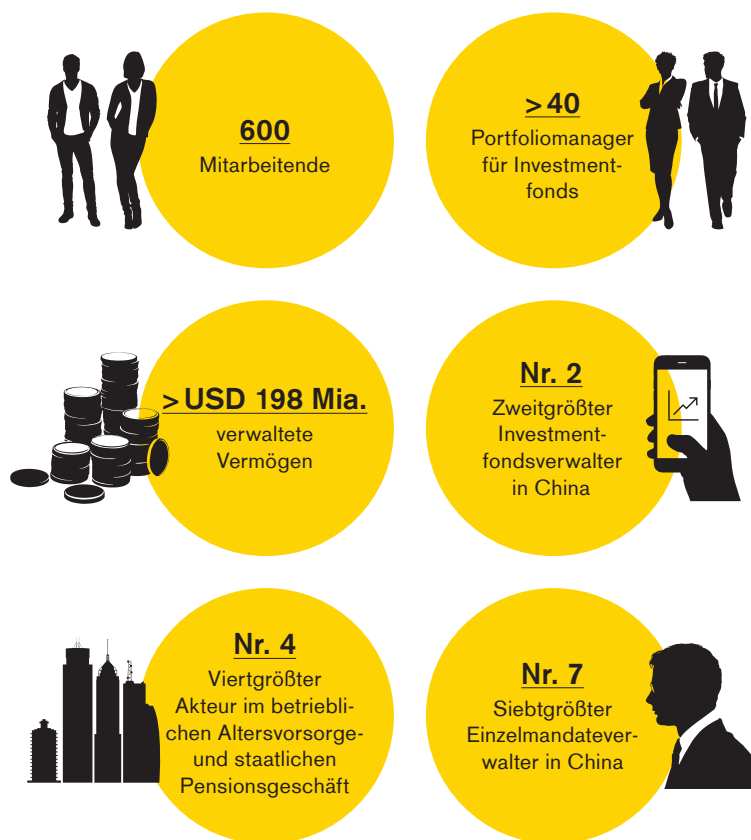 600
Mitarbeitende
> 40
Portfoliomanager
für Investment-
fonds
> USD 198 Mia.
verwaltete
Vermögen
Nr. 2
Zweitgrößter
Investment-
fondsverwalter
in China
Nr. 4
Viertgrößter
Akteur im betriebli-
chen Altersvorsorge-
und staatlichen
Pensionsgeschäft
Nr. 7
Siebtgrößter
Einzelmandatever-
walter in China